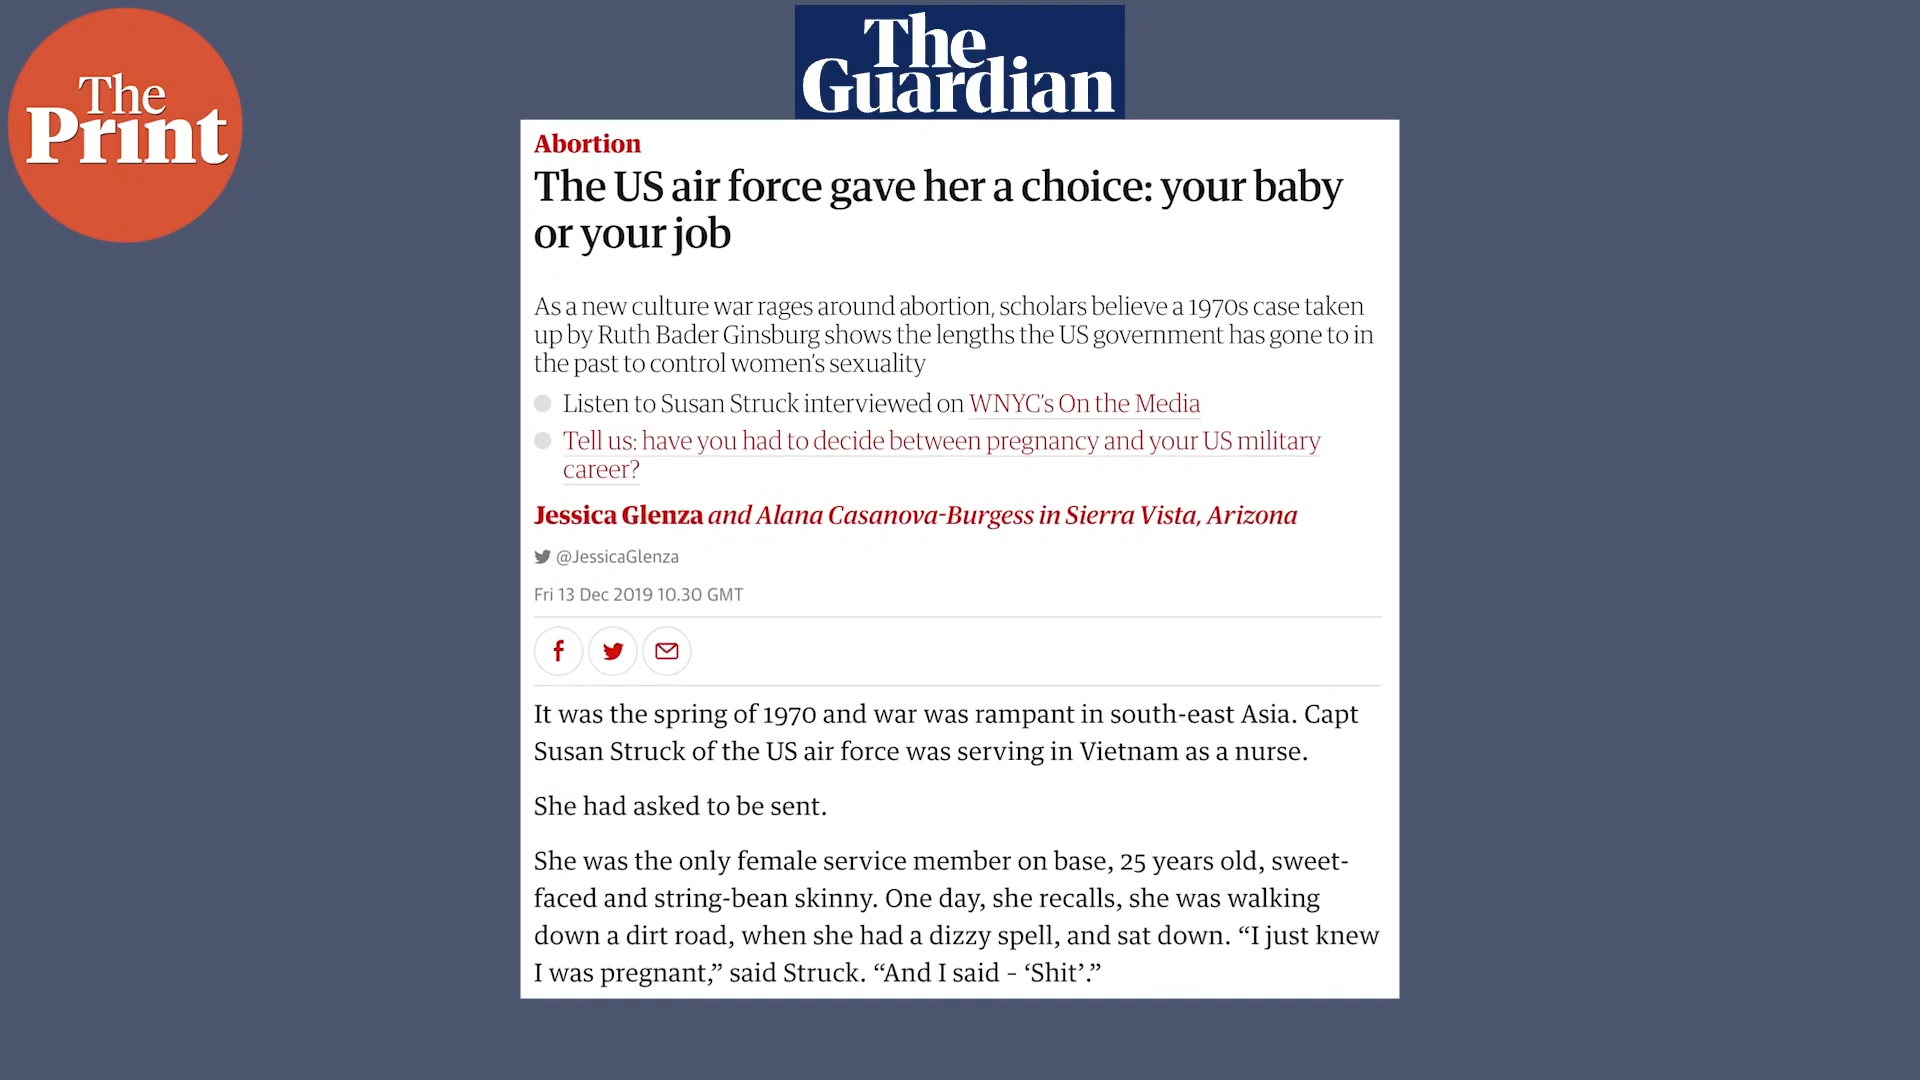 The
Print
The
Guardian
Abortion
The US air force gave her a choice: your baby
or your job
As a new culture war rages around abortion, scholars believe a 1970s case taken
up by Ruth Bader Ginsburg shows the lengths the US government has gone to in
the past to control women’s sexuality
Listen to Susan Struck interviewed on WNYC’s On the Media
Tell us: have you had to decide between pregnancy and your US military
career?
Jessica Glenza and Alana Casanova-Burgess in Sierra Vista, Arizona
@JessicaGlenza
Fri 13 Dec 2019 10.30 GMT
It was the spring of 1970 and war was rampant in south-east Asia. Capt
Susan Struck of the US air force was serving in Vietnam as a nurse.
She had asked to be sent.
She was the only female service member on base, 25 years old, sweet-
faced and string-bean skinny. One day, she recalls, she was walking
down a dirt road, when she had a dizzy spell, and sat down. “I just knew
I was pregnant,” said Struck. “And I said – ‘Shit’.”